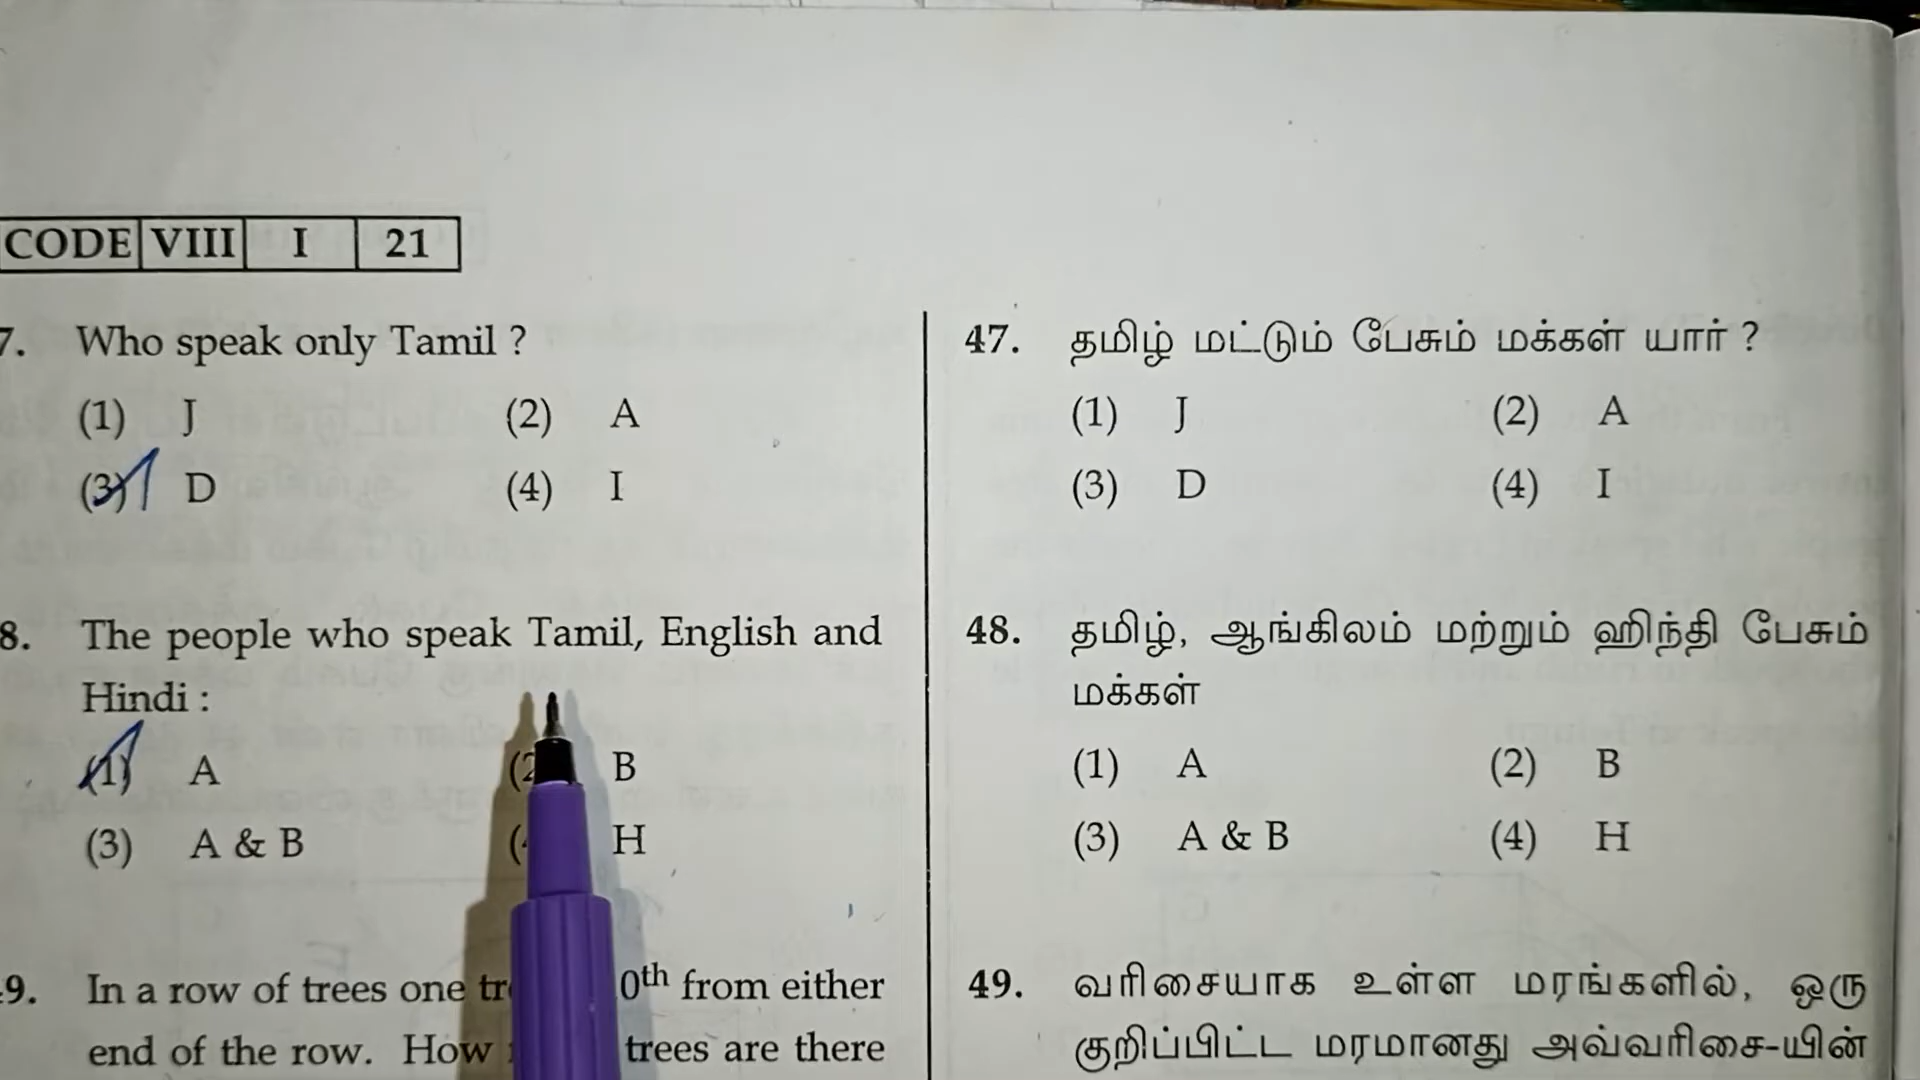 CODE VIII I 21
7. Who speak only Tamil ?
(1) J (2) A
(3) D (4) I
8. The people who speak Tamil, English and
Hindi :
(1) A B
(3) A & B H
9. In a row of trees one 0th from either
end of the row. How trees are there
47. தமிழ் மட்டும் பேசும் மக்கள் யார் ?
(1) J (2) A
(3) D (4) I
48. தமிழ், ஆங்கிலம் மற்றும் ஹிந்தி பேசும்
மக்கள்
(1) A (2) B
(3) A & B (4) H
49. வரிசையாக உள்ள மரங்களில், ஒரு
குறிப்பிட்ட மரமானது அவ்வரிசை-யின்